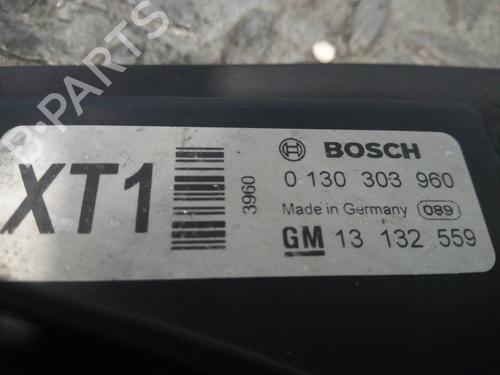 B-PARTS
XT1
3960
BOSCH
0 130 303 960
Made in Germany 089
GM 13 132 559